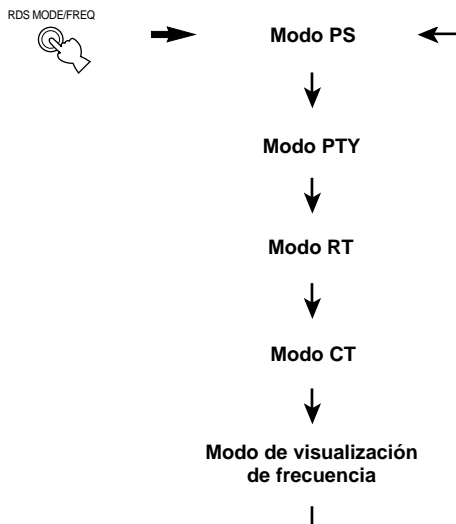 RDS MODE/FREQ
Modo PS
Modo PTY
Modo RT
Modo CT
Modo de visualización
de frecuencia